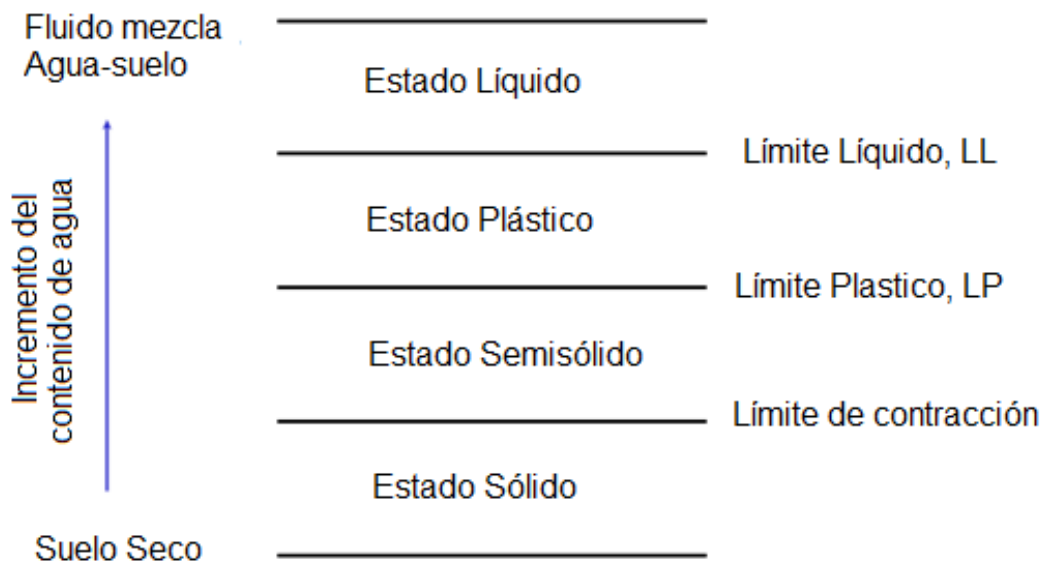 Fluido mezcla
Agua-suelo
Estado Líquido
Límite Líquido, LL
Estado Plástico
Límite Plastico, LP
Incremento del
contenido de agua
Estado Semisólido
Límite de contracción
Estado Sólido
Suelo Seco